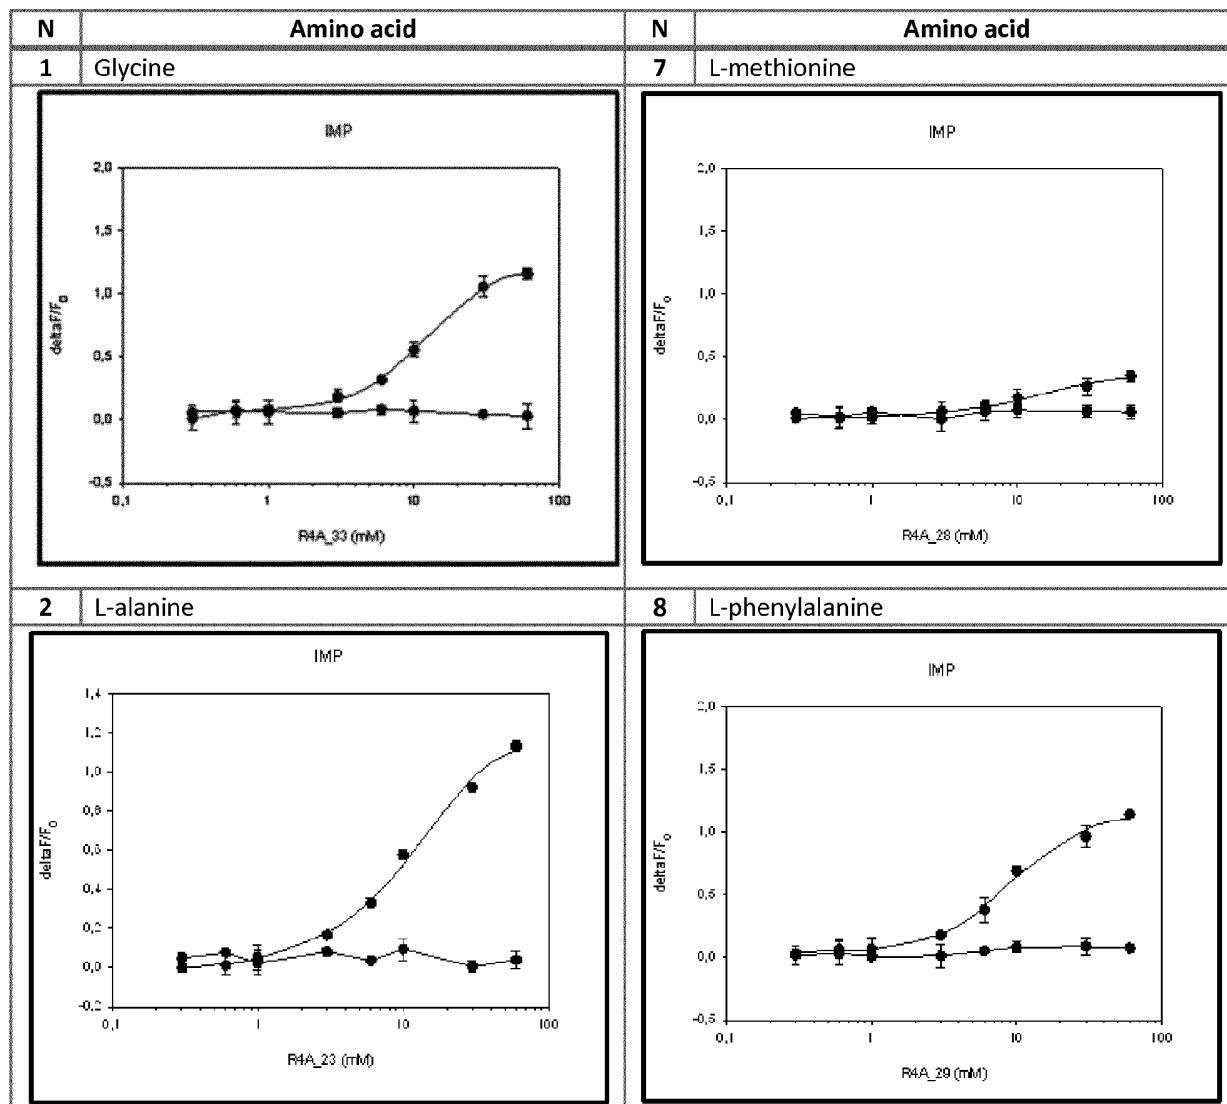 N Amino acid N Amino acid
1 Glycine 7 L-methionine
IMP
2,0
1,5
1,0
0,5
0,0
-0,5
deltaF/F0
0,1 1 10 100
R4A_33 (mM)
IMP
2,0
1,5
1,0
0,5
0,0
-0,5
deltaF/F0
0,1 1 10 100
R4A_28 (mM)
2 L-alanine 8 L-phenylalanine
IMP
1,4
1,2
1,0
0,8
0,6
0,4
0,2
0,0
-0,2
deltaF/F0
0,1 1 10 100
R4A_23 (mM)
IMP
2,0
1,5
1,0
0,5
0,0
-0,5
deltaF/F0
0,1 1 10 100
R4A_29 (mM)